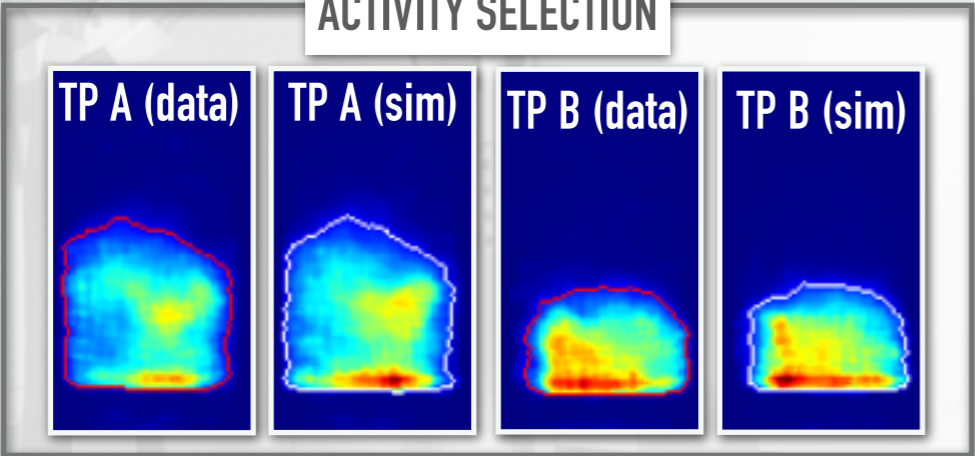 ACTIVITY SELECTION
TP A (data)
TP A (sim)
TP B (data)
TP B (sim)